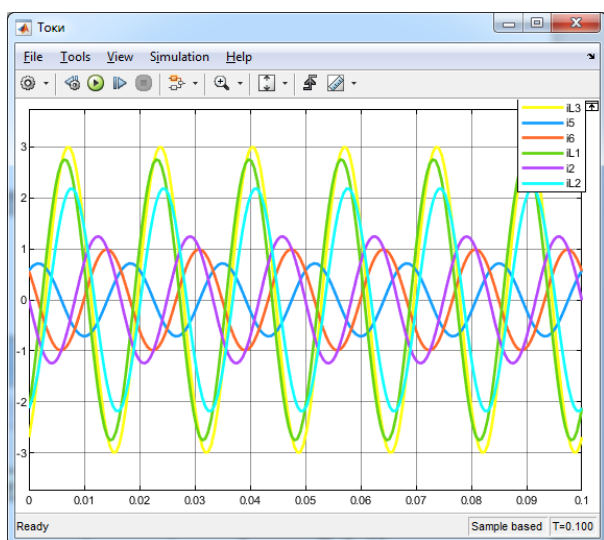 Токи
File Tools View Simulation Help
iL3
i5
i6
iL1
i2
iL2
3
2
1
0
-1
-2
-3
0 0.01 0.02 0.03 0.04 0.05 0.06 0.07 0.08 0.09 0.1
Ready Sample based T=0.100